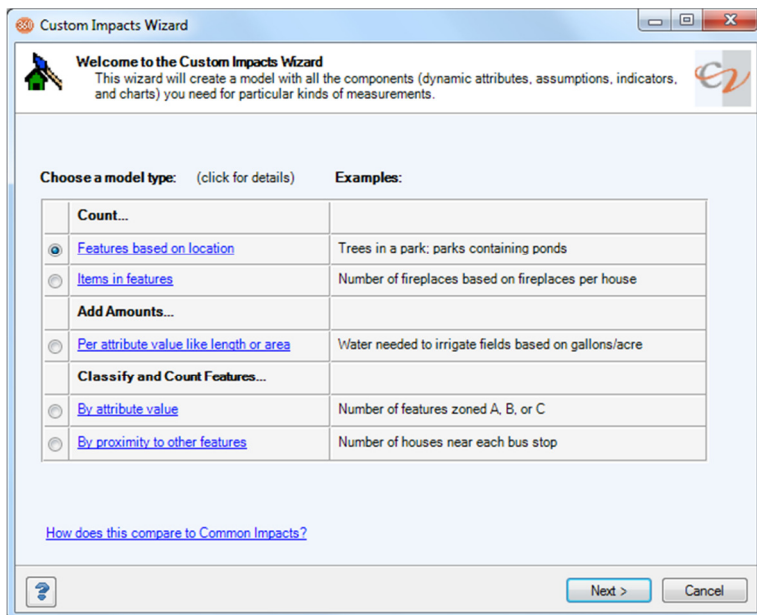 360 Custom Impacts Wizard
Welcome to the Custom Impacts Wizard
This wizard will create a model with all the components (dynamic attributes, assumptions, indicators,
and charts) you need for particular kinds of measurements.
cv
Choose a model type: (click for details) Examples:
Count...
Features based on location Trees in a park; parks containing ponds
Items in features Number of fireplaces based on fireplaces per house
Add Amounts...
Per attribute value like length or area Water needed to irrigate fields based on gallons/acre
Classify and Count Features...
By attribute value Number of features zoned A, B, or C
By proximity to other features Number of houses near each bus stop
How does this compare to Common Impacts?
? Next > Cancel